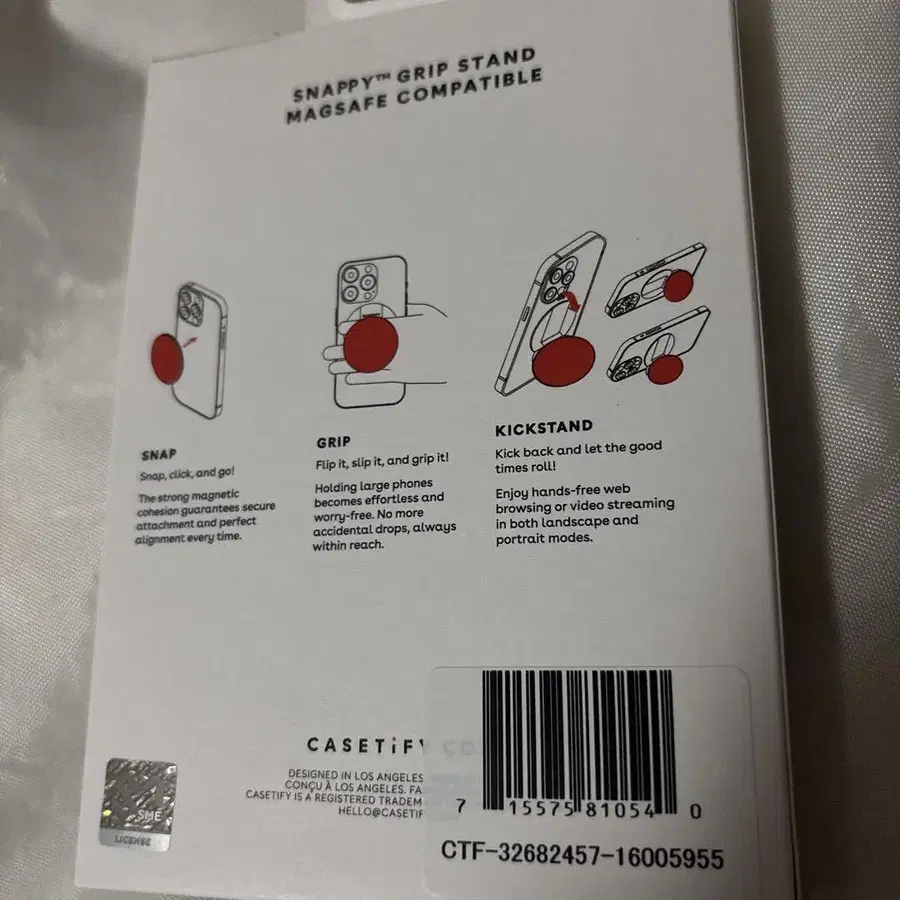 SNAPPY™ GRIP STAND
MAGSAFE COMPATIBLE
SNAP
Snap, click, and go!
The strong magnetic
cohesion guarantees secure
attachment and perfect
alignment every time.
GRIP
Flip it, slip it, and grip it!
Holding large phones
becomes effortless and
worry-free. No more
accidental drops, always
within reach.
KICKSTAND
Kick back and let the good
times roll!
Enjoy hands-free web
browsing or video streaming
in both landscape and
portrait modes.
CASETiFY
DESIGNED IN LOS ANGELES
CONÇU À LOS ANGELES. FA
CASETIFY IS A REGISTERED TRADEM
HELLO@CASETIF
SME
LICENSE
7 15575 81054 0
CTF-32682457-16005955